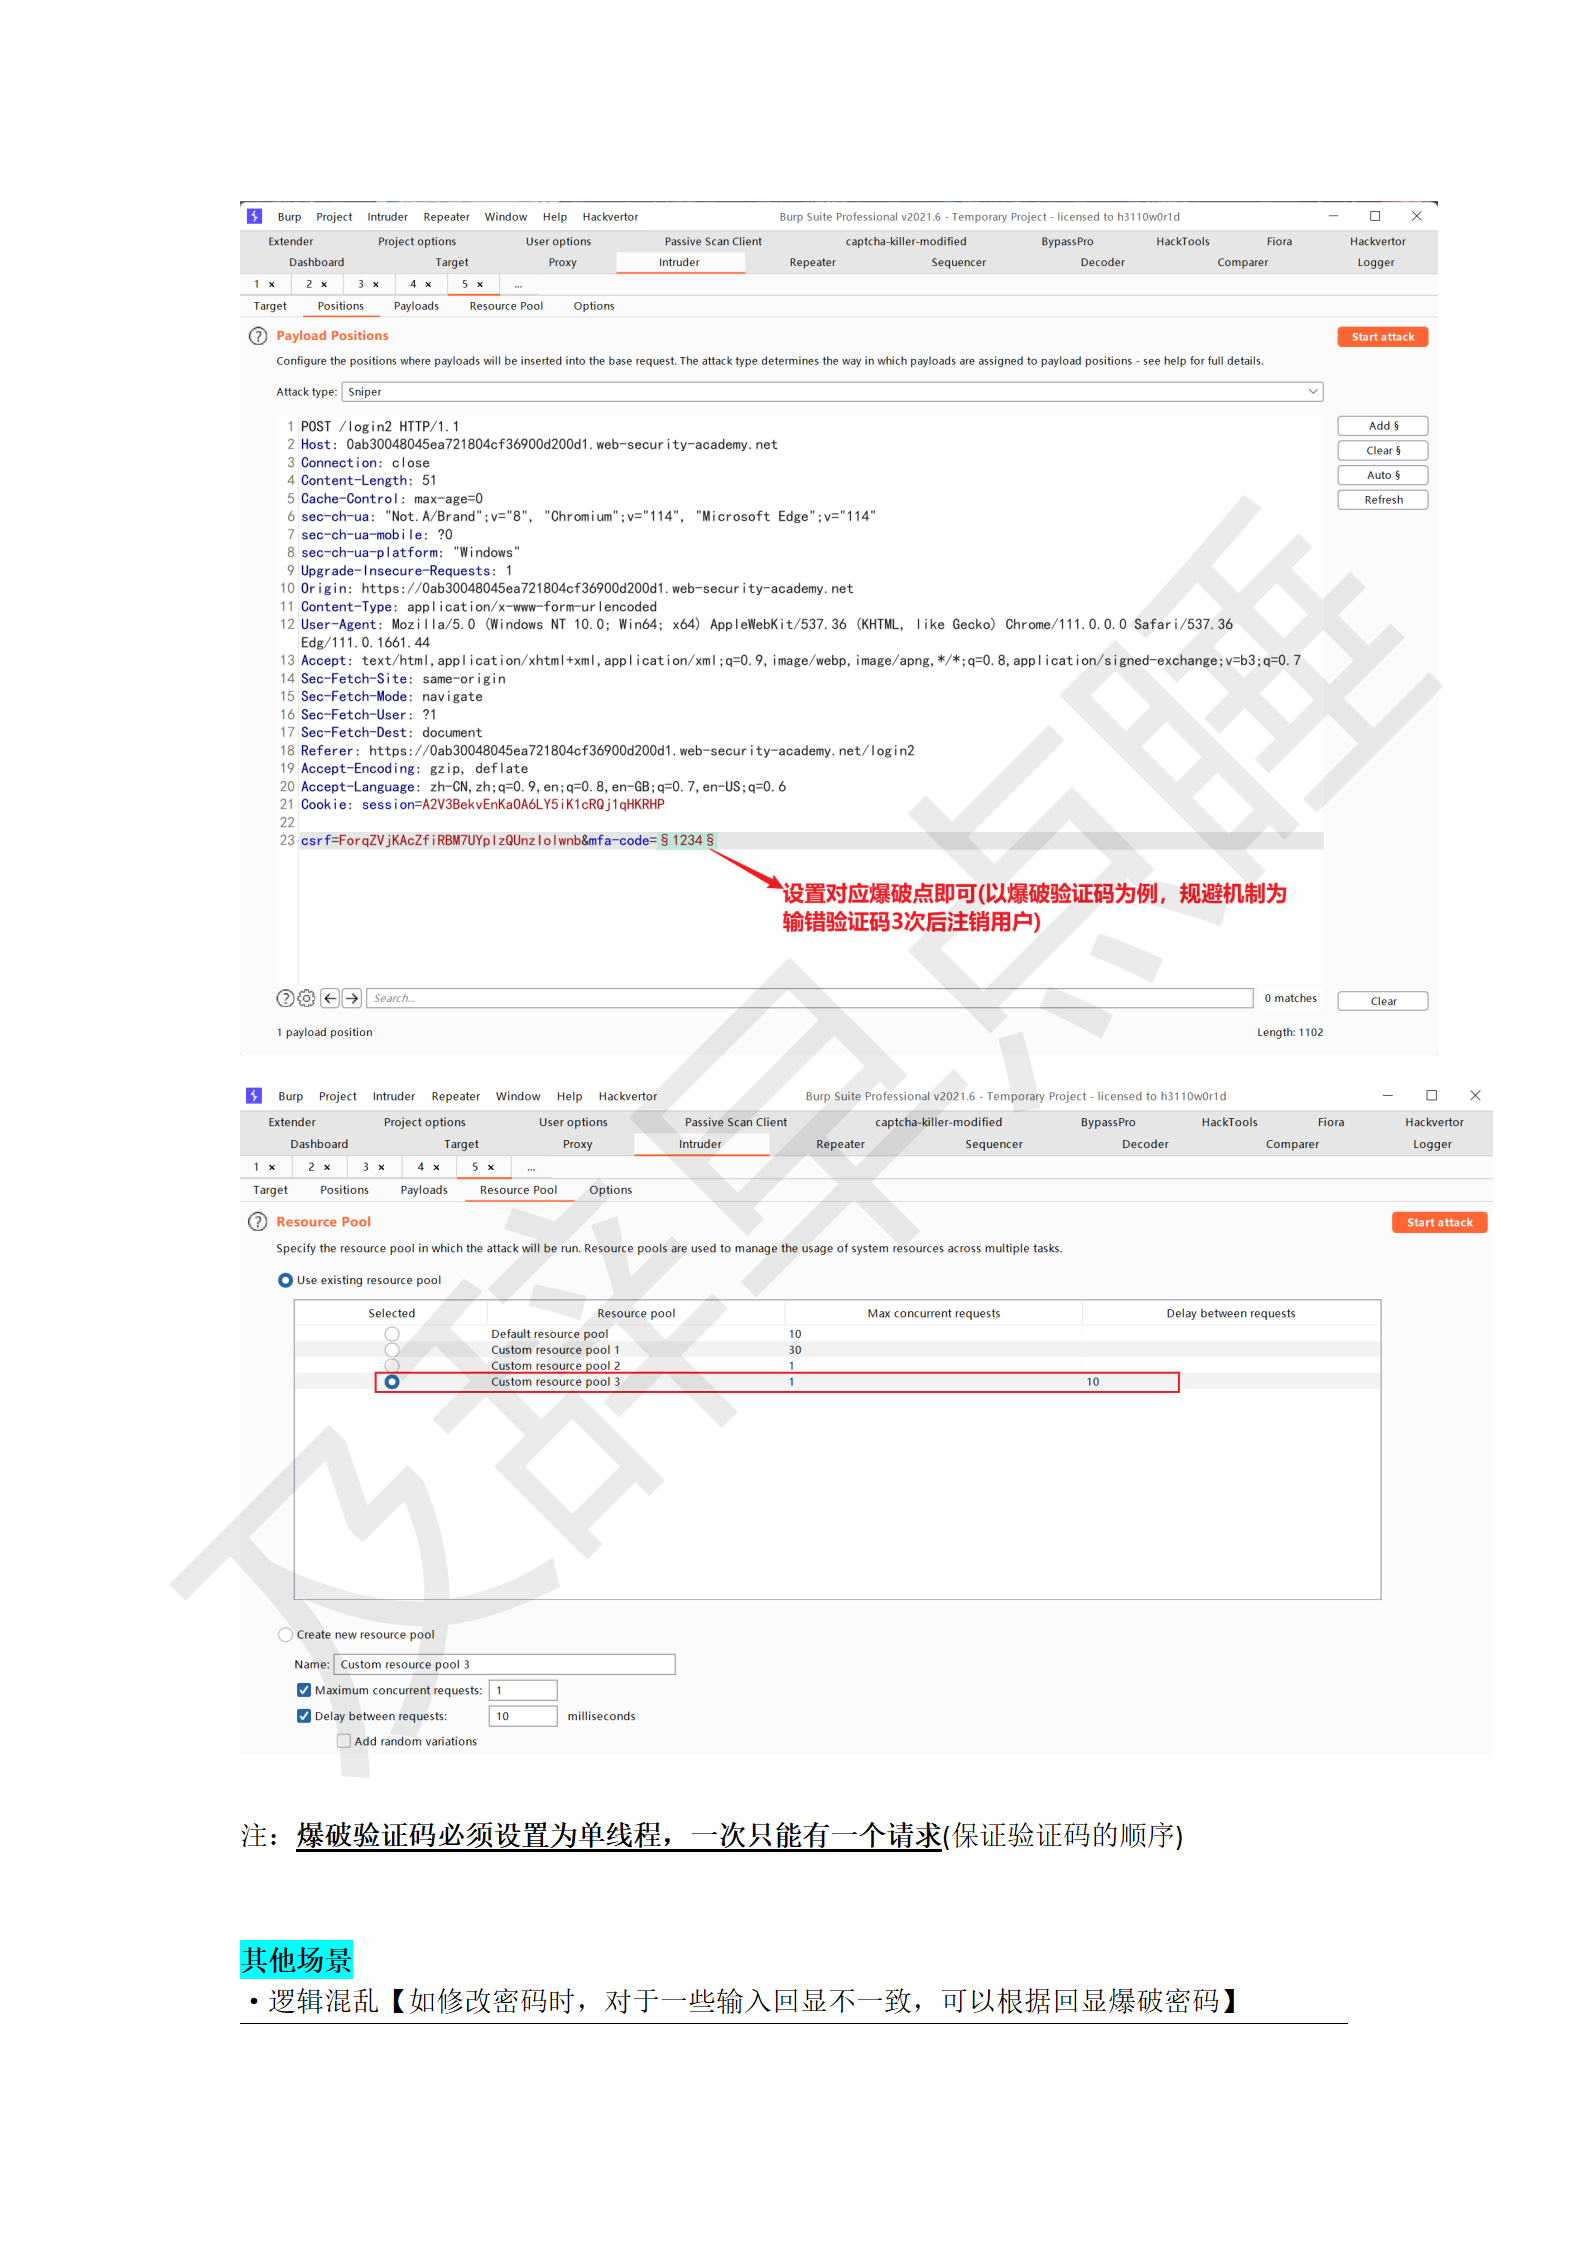 Burp Project Intruder Repeater Window Help Hackvertor Burp Suite Professional v2021.6 - Temporary Project - licensed to h3110w0r1d
Extender Project options User options Passive Scan Client captcha-killer-modified BypassPro HackTools Fiora Hackvertor
Dashboard Target Proxy Intruder Repeater Sequencer Decoder Comparer Logger
1 × 2 × 3 × 4 × 5 × ...
Target Positions Payloads Resource Pool Options
? Payload Positions Start attack
Configure the positions where payloads will be inserted into the base request. The attack type determines the way in which payloads are assigned to payload positions - see help for full details.
Attack type: Sniper
Add §
Clear §
Auto §
Refresh
1 POST /login2 HTTP/1.1
2 Host: 0ab30048045ea721804cf36900d200d1.web-security-academy.net
3 Connection: close
4 Content-Length: 51
5 Cache-Control: max-age=0
6 sec-ch-ua: "Not.A/Brand";v="8", "Chromium";v="114", "Microsoft Edge";v="114"
7 sec-ch-ua-mobile: ?0
8 sec-ch-ua-platform: "Windows"
9 Upgrade-Insecure-Requests: 1
10 Origin: https://0ab30048045ea721804cf36900d200d1.web-security-academy.net
11 Content-Type: application/x-www-form-urlencoded
12 User-Agent: Mozilla/5.0 (Windows NT 10.0; Win64; x64) AppleWebKit/537.36 (KHTML, like Gecko) Chrome/111.0.0.0 Safari/537.36
Edg/111.0.1661.44
13 Accept: text/html,application/xhtml+xml,application/xml;q=0.9,image/webp,image/apng,*/*;q=0.8,application/signed-exchange;v=b3;q=0.7
14 Sec-Fetch-Site: same-origin
15 Sec-Fetch-Mode: navigate
16 Sec-Fetch-User: ?1
17 Sec-Fetch-Dest: document
18 Referer: https://0ab30048045ea721804cf36900d200d1.web-security-academy.net/login2
19 Accept-Encoding: gzip, deflate
20 Accept-Language: zh-CN,zh;q=0.9,en;q=0.8,en-GB;q=0.7,en-US;q=0.6
21 Cookie: session=A2V3BekvEnKaOA6LY5iK1cRQj1qHKRHP
22
23 csrf=ForqZVjKAcZfiRBM7UYpIzQUnzIolwnb&mfa-code=§1234§
设置对应爆破点即可(以爆破验证码为例，规避机制为
输错验证码3次后注销用户)
? Search... 0 matches Clear
1 payload position Length: 1102
Burp Project Intruder Repeater Window Help Hackvertor Burp Suite Professional v2021.6 - Temporary Project - licensed to h3110w0r1d
Extender Project options User options Passive Scan Client captcha-killer-modified BypassPro HackTools Fiora Hackvertor
Dashboard Target Proxy Intruder Repeater Sequencer Decoder Comparer Logger
1 × 2 × 3 × 4 × 5 × ...
Target Positions Payloads Resource Pool Options
? Resource Pool Start attack
Specify the resource pool in which the attack will be run. Resource pools are used to manage the usage of system resources across multiple tasks.
Use existing resource pool
Selected Resource pool Max concurrent requests Delay between requests
Default resource pool 10
Custom resource pool 1 30
Custom resource pool 2 1
Custom resource pool 3 1 10
Create new resource pool
Name: Custom resource pool 3
Maximum concurrent requests: 1
Delay between requests: 10 milliseconds
Add random variations
注：爆破验证码必须设置为单线程，一次只能有一个请求(保证验证码的顺序)
其他场景
•逻辑混乱【如修改密码时，对于一些输入回显不一致，可以根据回显爆破密码】
及辞早点睡